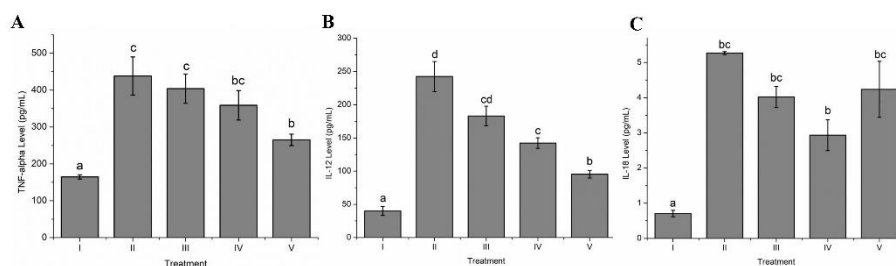 A
TNF-alpha Level (pg/mL)
500
400
300
200
100
0
a
c
c
bc
b
I II III IV V
Treatment
B
IL-12 Level (pg/mL)
300
250
200
150
100
50
0
a
d
cd
c
b
I II III IV V
Treatment
C
IL-18 Level (pg/mL)
5
4
3
2
1
0
a
bc
bc
b
bc
I II III IV V
Treatment